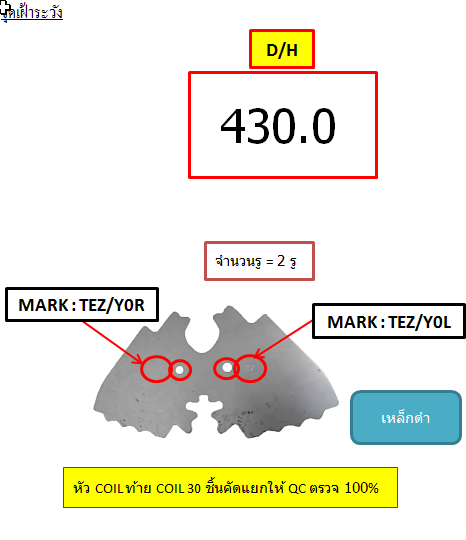 จุดเฝ้าระวัง
D/H
430.0
จำนวนรู = 2 รู
MARK : TEZ/Y0R
MARK : TEZ/Y0L
เหล็กดำ
หัว COIL ท้าย COIL 30 ชิ้นคัดแยกให้ QC ตรวจ 100%